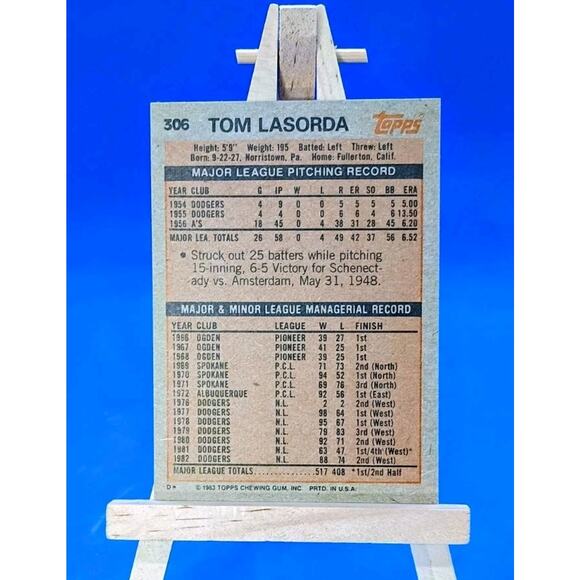 306 TOM LASORDA Topps
Height: 5'9" Weight: 195 Batted: Left Threw: Left
Born: 9-22-27, Norristown, Pa. Home: Fullerton, Calif.
MAJOR LEAGUE PITCHING RECORD
YEAR CLUB G IP W L R ER SO BB ERA
1954 DODGERS 4 9 0 0 5 5 5 5 5.00
1955 DODGERS 4 4 0 0 6 6 4 6 13.50
1956 A'S 18 45 0 4 38 31 28 45 6.20
MAJOR LEA. TOTALS 26 58 0 4 49 42 37 56 6.52
• Struck out 25 batters while pitching
15-inning, 6-5 Victory for Schenect-
ady vs. Amsterdam, May 31, 1948.
MAJOR & MINOR LEAGUE MANAGERIAL RECORD
YEAR CLUB LEAGUE W L FINISH
1966 OGDEN PIONEER 39 27 1st
1967 OGDEN PIONEER 41 25 1st
1968 OGDEN PIONEER 39 25 1st
1969 SPOKANE P.C.L. 71 73 2nd (North)
1970 SPOKANE P.C.L. 94 52 1st (North)
1971 SPOKANE P.C.L. 69 76 3rd (North)
1972 ALBUQUERQUE P.C.L. 92 56 1st (East)
1976 DODGERS N.L. 2 2 2nd (West)
1977 DODGERS N.L. 98 64 1st (West)
1978 DODGERS N.L. 95 67 1st (West)
1979 DODGERS N.L. 79 83 3rd (West)
1980 DODGERS N.L. 92 71 2nd (West)
1981 DODGERS N.L. 63 47 1st/4th (West)*
1982 DODGERS N.L. 88 74 2nd (West)
MAJOR LEAGUE TOTALS 517 408 *1st/2nd Half
D* © 1983 TOPPS CHEWING GUM, INC. PRTD. IN U.S.A.